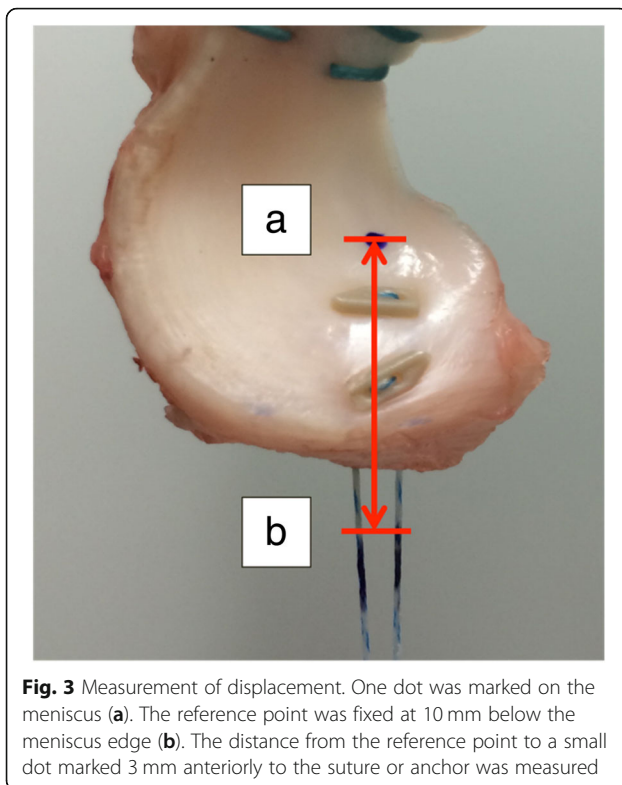 a
b
Fig. 3 Measurement of displacement. One dot was marked on the
meniscus (a). The reference point was fixed at 10 mm below the
meniscus edge (b). The distance from the reference point to a small
dot marked 3 mm anteriorly to the suture or anchor was measured